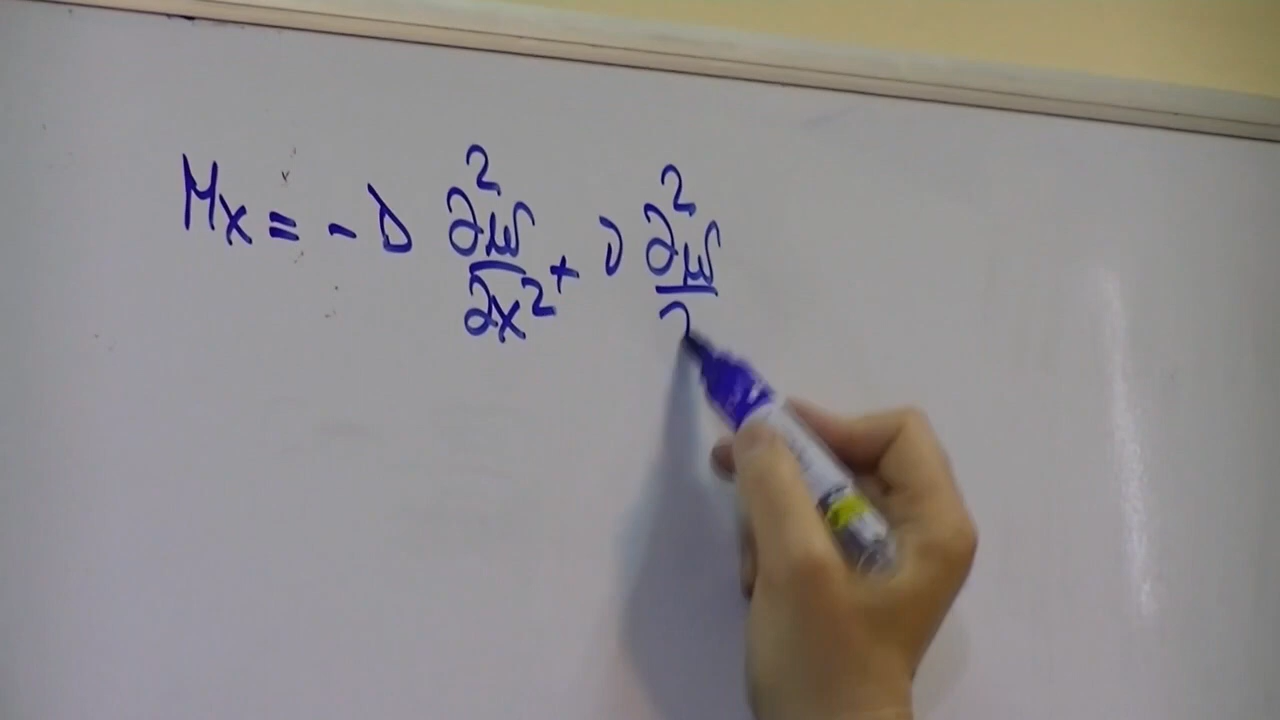 Mx = - D ∂²w/∂x² + ν ∂²w/∂